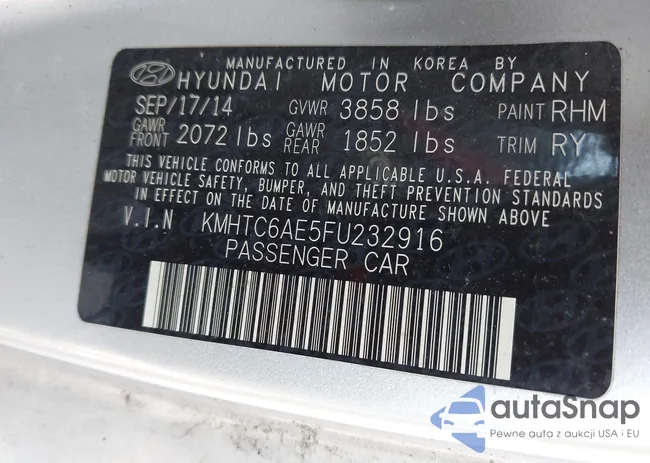 MANUFACTURED IN KOREA BY
HYUNDAI MOTOR COMPANY
SEP/17/14 GVWR 3858 lbs PAINT RHM
GAWR FRONT 2072 lbs GAWR REAR 1852 lbs TRIM RY
THIS VEHICLE CONFORMS TO ALL APPLICABLE U.S.A. FEDERAL
MOTOR VEHICLE SAFETY, BUMPER, AND THEFT PREVENTION STANDARDS
IN EFFECT ON THE DATE OF MANUFACTURE SHOWN ABOVE.
V.I.N KMHTC6AE5FU232916
PASSENGER CAR
autaSnap
Pewne auta z aukcji USA i EU